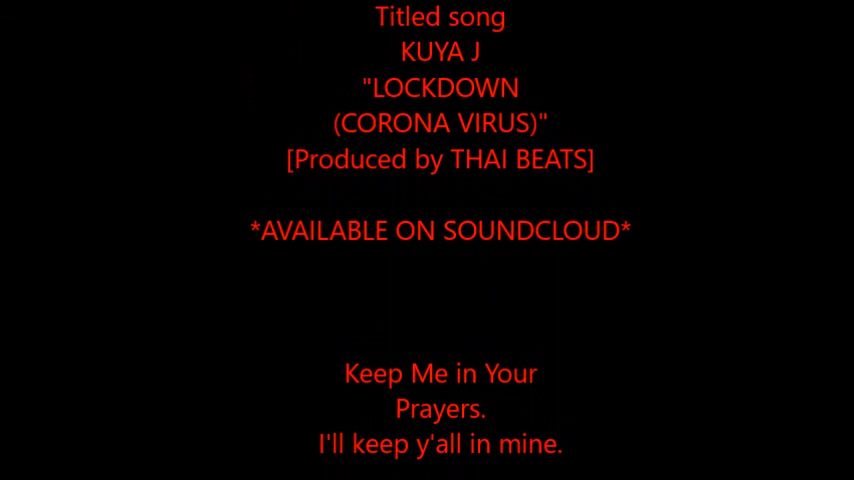 Titled song
KUYA J
"LOCKDOWN
(CORONA VIRUS)"
[Produced by THAI BEATS]
*AVAILABLE ON SOUNDCLOUD*
Keep Me in Your
Prayers.
I'll keep y'all in mine.